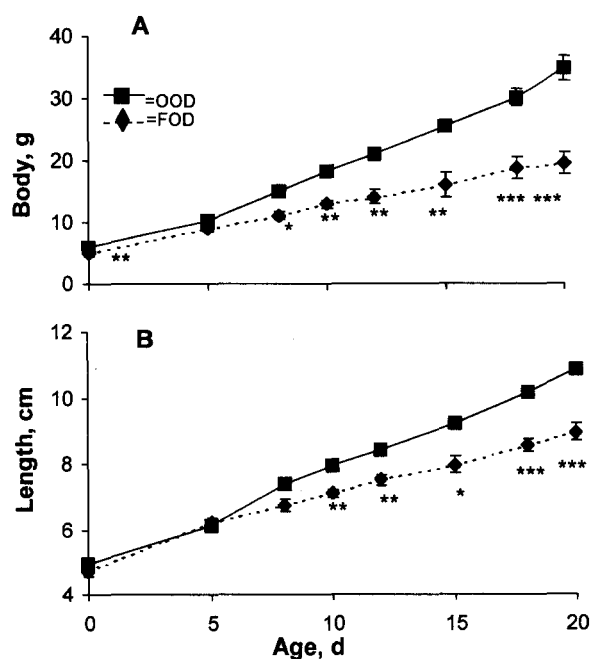 A
40
=OOD
30
=FOD
Body, g
20
10
* ** ** ** *** ***
**
0
B
12
10
Length, cm
8
** ** * *** ***
6
4
0 5 10 15 20
Age, d